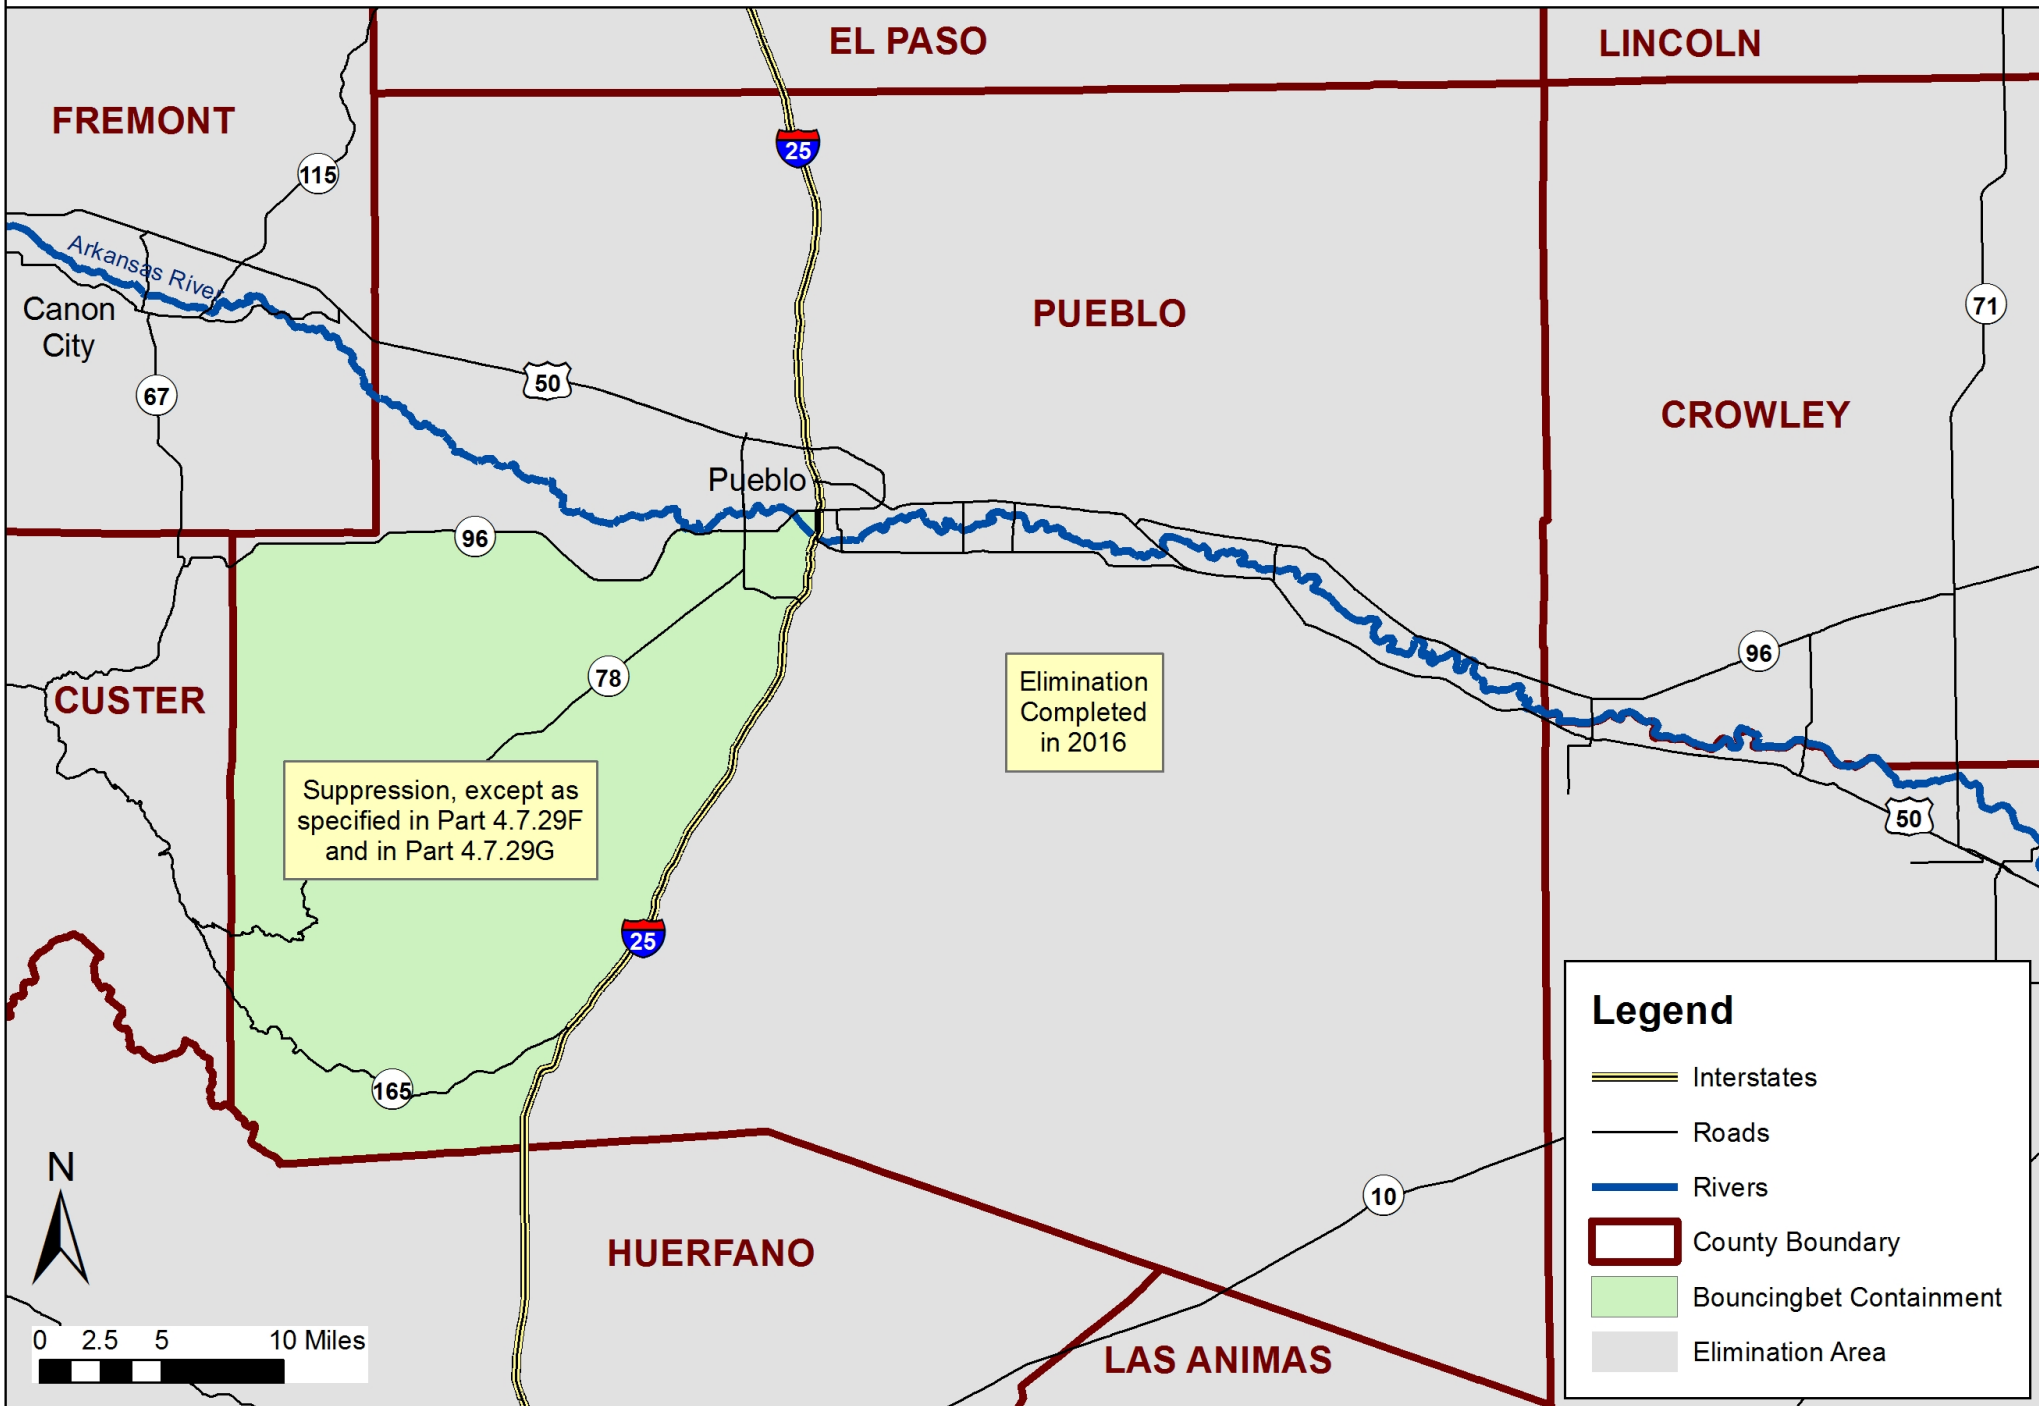 EL PASO
LINCOLN
FREMONT
25
115
Arkansas River
Canon
City
67
50
PUEBLO
71
CROWLEY
Pueblo
96
CUSTER
78
Elimination
Completed
in 2016
96
Suppression, except as
specified in Part 4.7.29F
and in Part 4.7.29G
50
25
165
10
HUERFANO
LAS ANIMAS
N
0 2.5 5 10 Miles
Legend
Interstates
Roads
Rivers
County Boundary
Bouncingbet Containment
Elimination Area